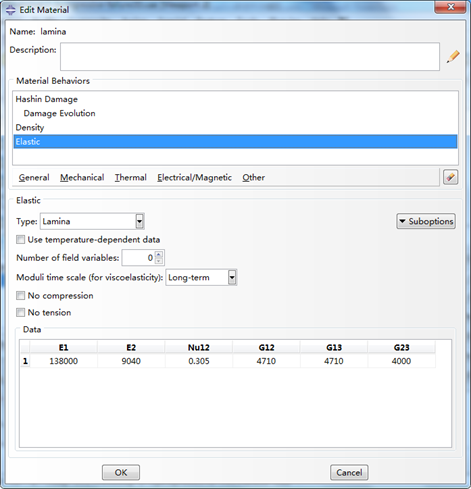 Edit Material
Name: lamina
Description:
Material Behaviors
Hashin Damage
Damage Evolution
Density
Elastic
General Mechanical Thermal Electrical/Magnetic Other
Elastic
Type: Lamina
Suboptions
Use temperature-dependent data
Number of field variables: 0
Moduli time scale (for viscoelasticity): Long-term
No compression
No tension
Data
E1 E2 Nu12 G12 G13 G23
1 138000 9040 0.305 4710 4710 4000
OK Cancel